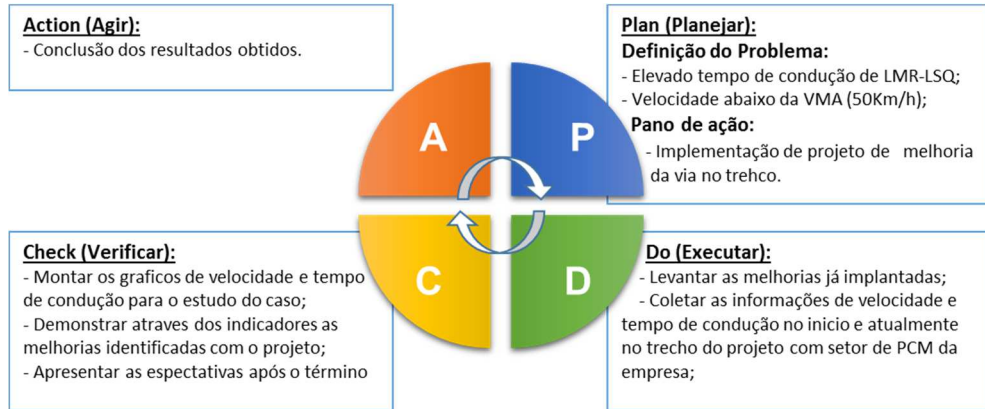 Action (Agir):
- Conclusão dos resultados obtidos.
Plan (Planejar):
Definição do Problema:
- Elevado tempo de condução de LMR-LSQ;
- Velocidade abaixo da VMA (50Km/h);
Pano de ação:
- Implementação de projeto de melhoria
da via no trehco.
A
P
C
D
Check (Verificar):
- Montar os graficos de velocidade e tempo
de condução para o estudo do caso;
- Demonstrar atraves dos indicadores as
melhorias identificadas com o projeto;
- Apresentar as espectativas após o término
Do (Executar):
- Levantar as melhorias já implantadas;
- Coletar as informações de velocidade e
tempo de condução no inicio e atualmente
no trecho do projeto com setor de PCM da
empresa;